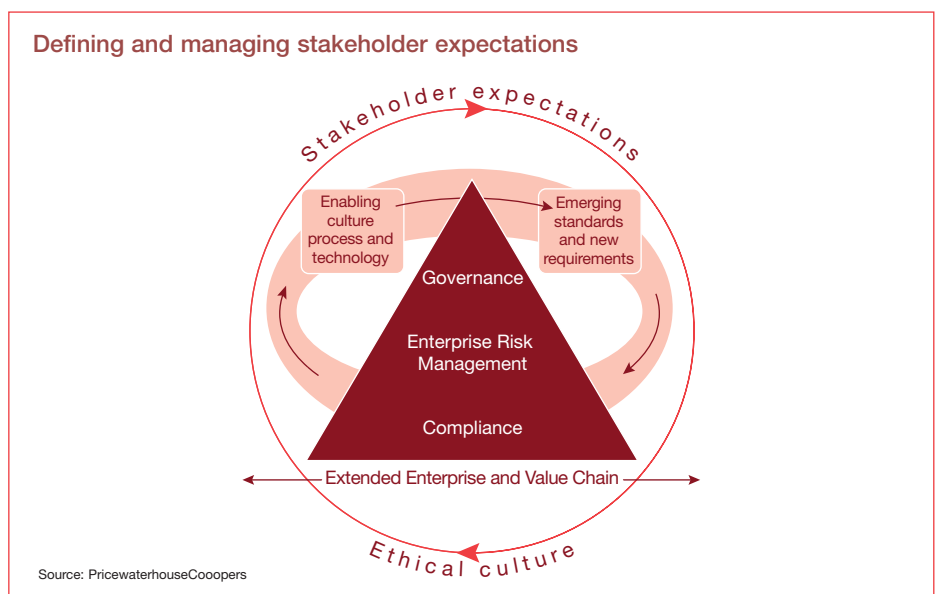 Defining and managing stakeholder expectations
Stakeholder expectations
Enabling
culture
process and
technology
Emerging
standards
and new
requirements
Governance
Enterprise Risk
Management
Compliance
Extended Enterprise and Value Chain
Ethical culture
Source: PricewaterhouseCooopers